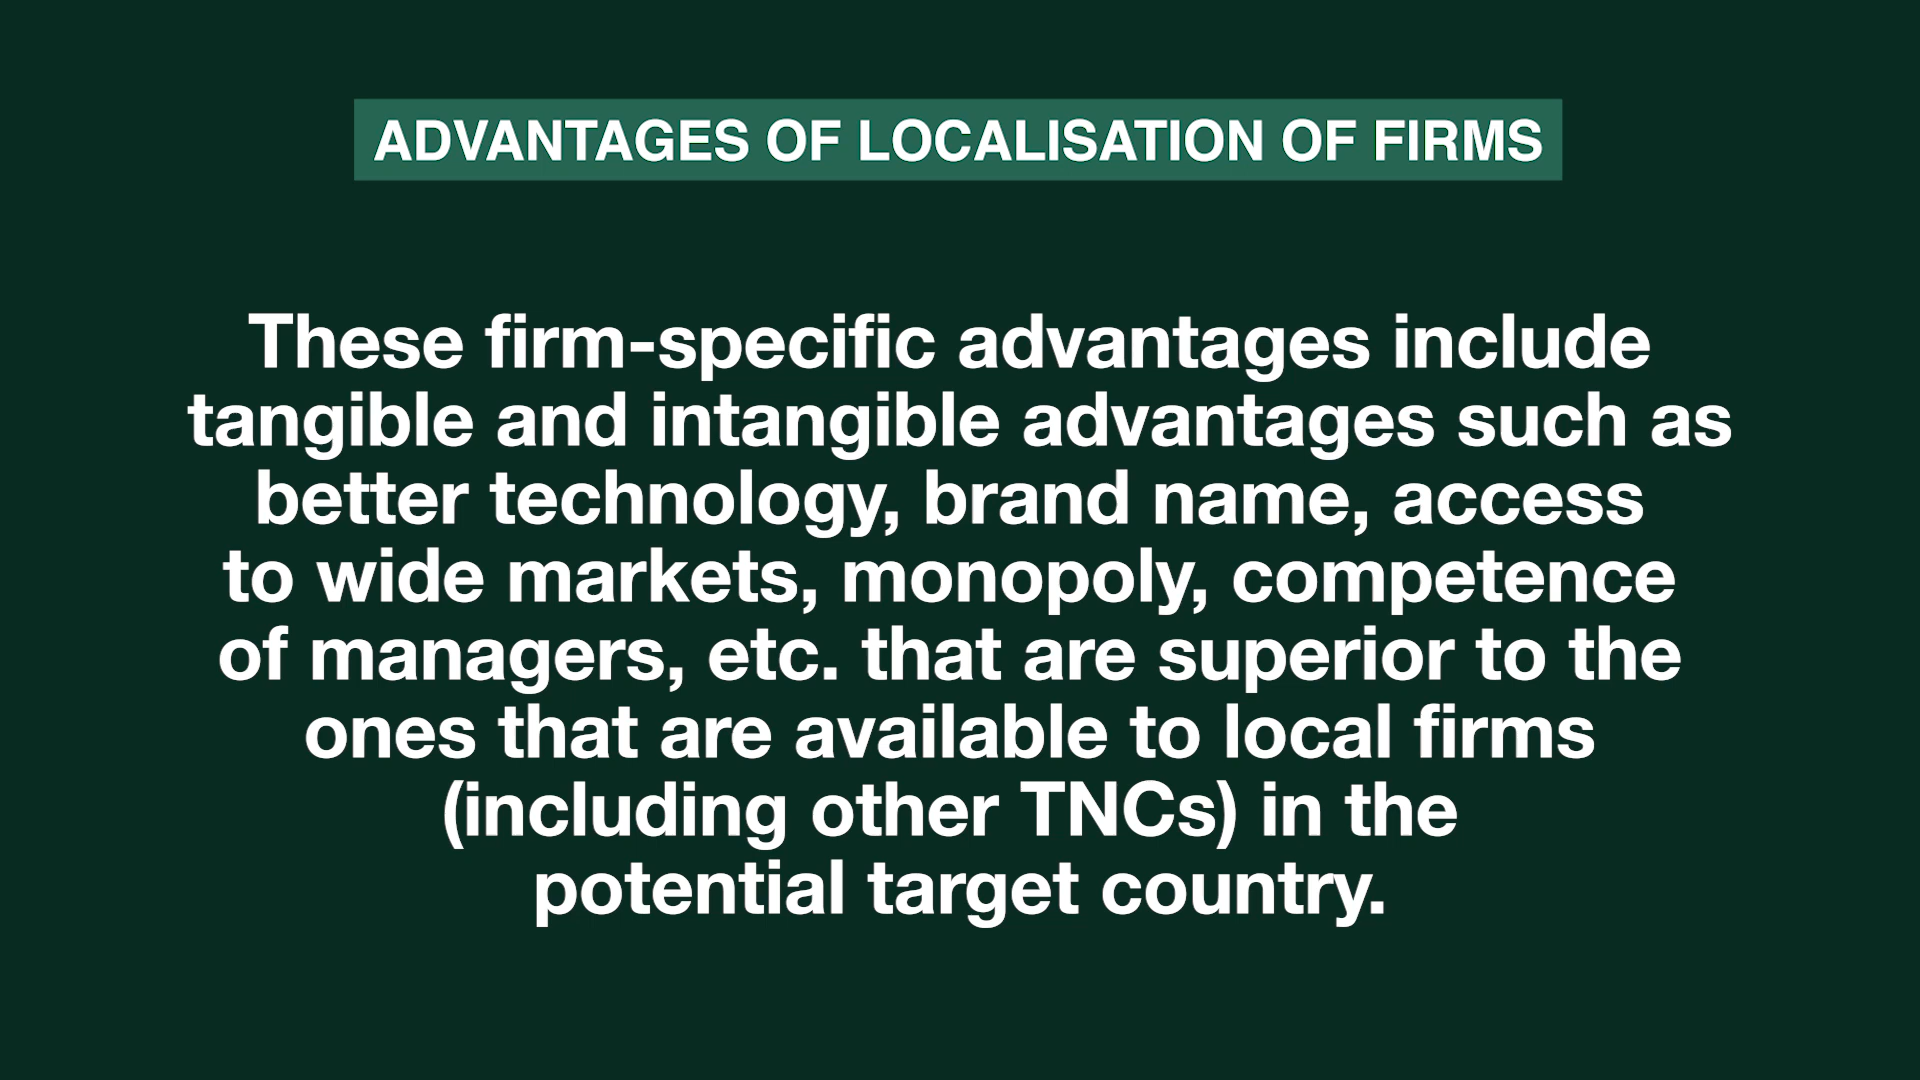 ADVANTAGES OF LOCALISATION OF FIRMS
These firm-specific advantages include
tangible and intangible advantages such as
better technology, brand name, access
to wide markets, monopoly, competence
of managers, etc. that are superior to the
ones that are available to local firms
(including other TNCs) in the
potential target country.